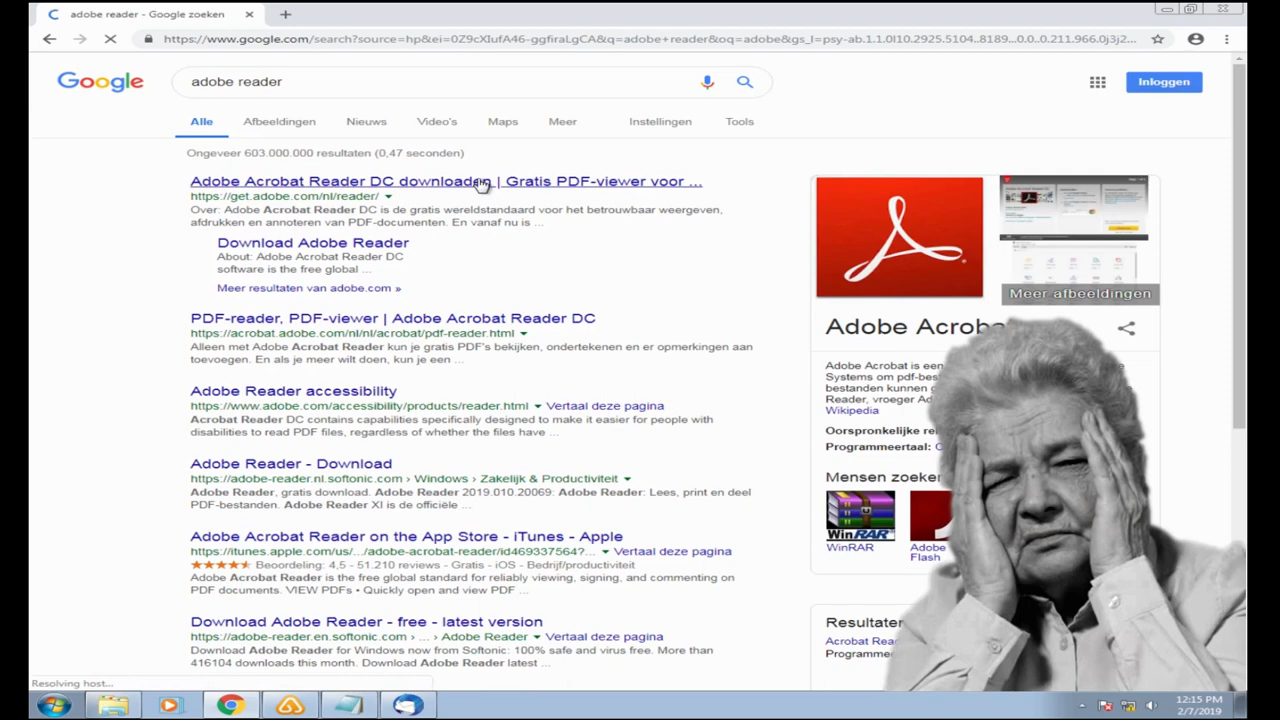 adobe reader - Google zoeken
https://www.google.com/search?source=hp&ei=0Z9cXIufA46-ggfiraLgCA&q=adobe+reader&oq=adobe&gs_l=psy-ab.1.1.0l10.2925.5104..8189...0.0..0.211.966.0j3j2...
Google
adobe reader
Inloggen
Alle Afbeeldingen Nieuws Video's Maps Meer Instellingen Tools
Ongeveer 603.000.000 resultaten (0,47 seconden)
Adobe Acrobat Reader DC downloaden | Gratis PDF-viewer voor ...
https://get.adobe.com/nl/reader/
Over: Adobe Acrobat Reader DC is de gratis wereldstandaard voor het betrouwbaar weergeven,
afdrukken en annoteren van PDF-documenten. En vanaf nu is ...
Download Adobe Reader
About: Adobe Acrobat Reader DC
software is the free global ...
Meer resultaten van adobe.com »
PDF-reader, PDF-viewer | Adobe Acrobat Reader DC
https://acrobat.adobe.com/nl/nl/acrobat/pdf-reader.html
Alleen met Adobe Acrobat Reader kun je gratis PDF's bekijken, ondertekenen en er opmerkingen aan
toevoegen. En als je meer wilt doen, kun je een ...
Adobe Reader accessibility
https://www.adobe.com/accessibility/products/reader.html Vertaal deze pagina
Acrobat Reader DC contains capabilities specifically designed to make it easier for people with
disabilities to read PDF files, regardless of whether the files have ...
Adobe Reader - Download
https://adobe-reader.nl.softonic.com › Windows › Zakelijk & Productiviteit
Adobe Reader, gratis download. Adobe Reader 2019.010.20069: Adobe Reader: Lees, print en deel
PDF-bestanden. Adobe Reader XI is de officiële ...
Adobe Acrobat Reader on the App Store - iTunes - Apple
https://itunes.apple.com/us/.../adobe-acrobat-reader/id469337564?... Vertaal deze pagina
Beoordeling: 4,5 - 51.210 reviews - Gratis - iOS - Bedrijf/productiviteit
Adobe Acrobat Reader is the free global standard for reliably viewing, signing, and commenting on
PDF documents. VIEW PDFs • Quickly open and view PDF ...
Download Adobe Reader - free - latest version
https://adobe-reader.en.softonic.com › ... › Adobe Reader Vertaal deze pagina
Download Adobe Reader for Windows now from Softonic: 100% safe and virus free. More than
416104 downloads this month. Download Adobe Reader latest ...
Meer afbeeldingen
Adobe Acroba
Adobe Acrobat is een
Systems om pdf-bes
bestanden kunnen
Reader, vroeger A
Wikipedia
Oorspronkelijke re
Programmeertaal: C
Mensen zoeken
WinRAR
WinRAR
Adobe
Flash
Resultaten
Acrobat Rea
Programme
Resolving host...
12:15 PM
2/7/2019